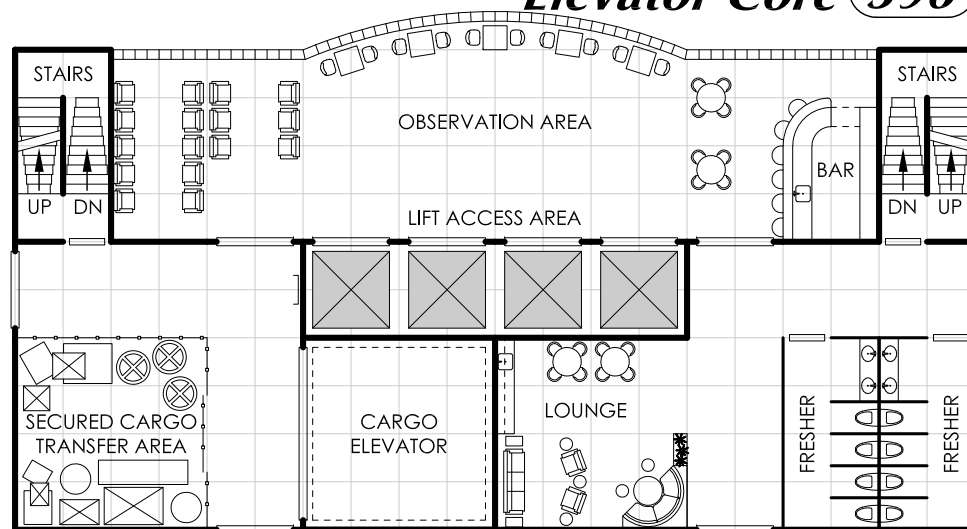 Elevator Core 390
STAIRS
STAIRS
OBSERVATION AREA
BAR
UP
DN
DN
UP
LIFT ACCESS AREA
SECURED CARGO
TRANSFER AREA
CARGO
ELEVATOR
LOUNGE
FRESHER
FRESHER